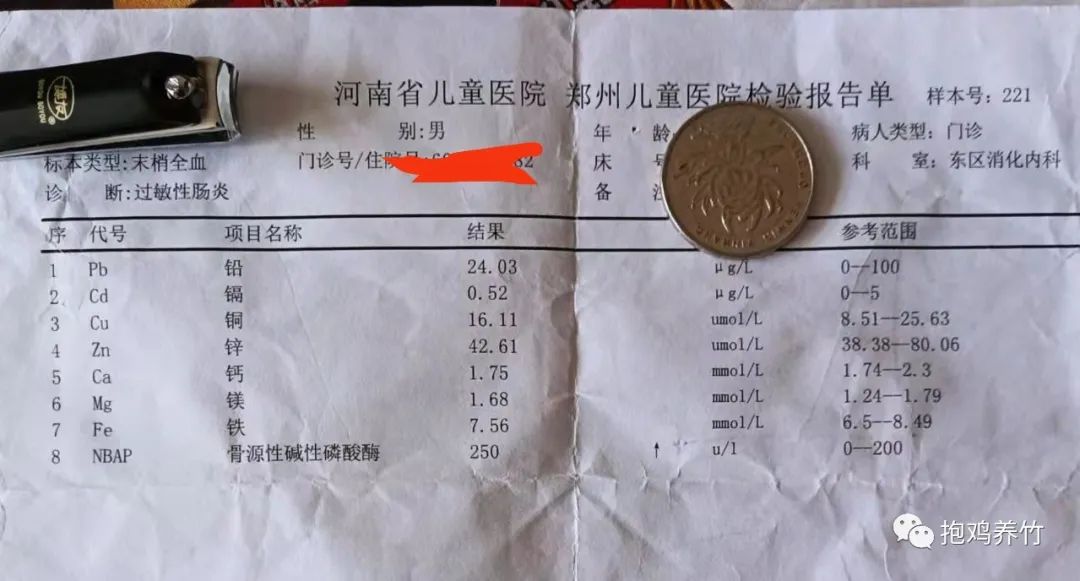 河南省儿童医院 郑州儿童医院检验报告单 样本号: 221
性 别:男 年 龄 病人类型: 门诊
标本类型:末梢全血 门诊号/住院号: 82 床 号 科 室: 东区消化内科
诊 断:过敏性肠炎 备
序 代号 项目名称 结果 参考范围
1 Pb 铅 24.03 μg/L 0—100
2 Cd 镉 0.52 μg/L 0—5
3 Cu 铜 16.11 umol/L 8.51—25.63
4 Zn 锌 42.61 umol/L 38.38—80.06
5 Ca 钙 1.75 mmol/L 1.74—2.3
6 Mg 镁 1.68 mmol/L 1.24—1.79
7 Fe 铁 7.56 mmol/L 6.5—8.49
8 NBAP 骨源性碱性磷酸酶 250 ↑ u/l 0—200
抱鸡养竹